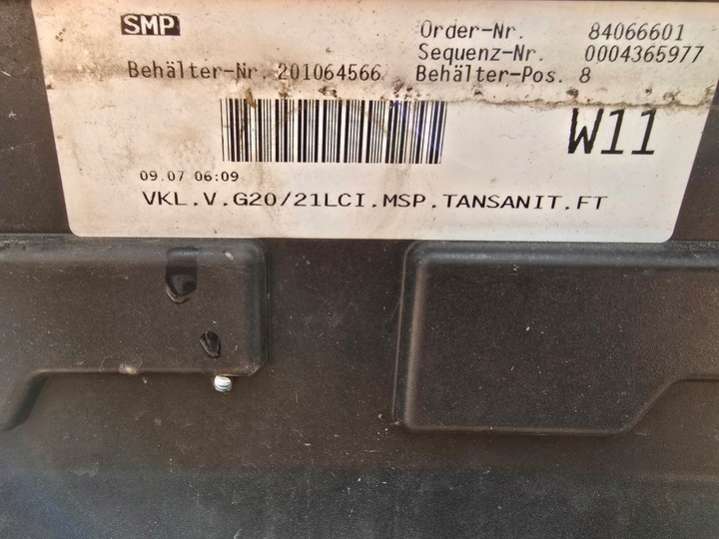 SMP
Order-Nr. 84066601
Sequenz-Nr. 0004365977
Behälter-Nr. 201064566 Behälter-Pos. 8
W11
09.07 06:09
VKL.V.G20/21LCI.MSP.TANSANIT.FT